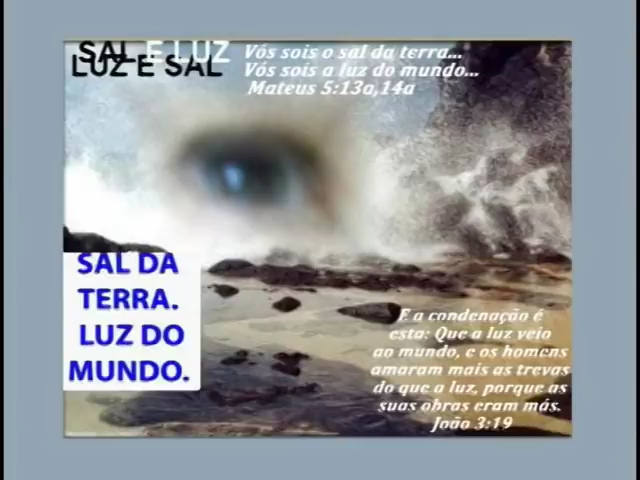 SAL E LUZ
LUZ E SAL
Vós sois o sal da terra...
Vós sois a luz do mundo...
Mateus 5:13a,14a
SAL DA
TERRA.
LUZ DO
MUNDO.
E a condenação é
esta: Que a luz veio
ao mundo, e os homens
amaram mais as trevas
do que a luz, porque as
suas obras eram más.
João 3:19